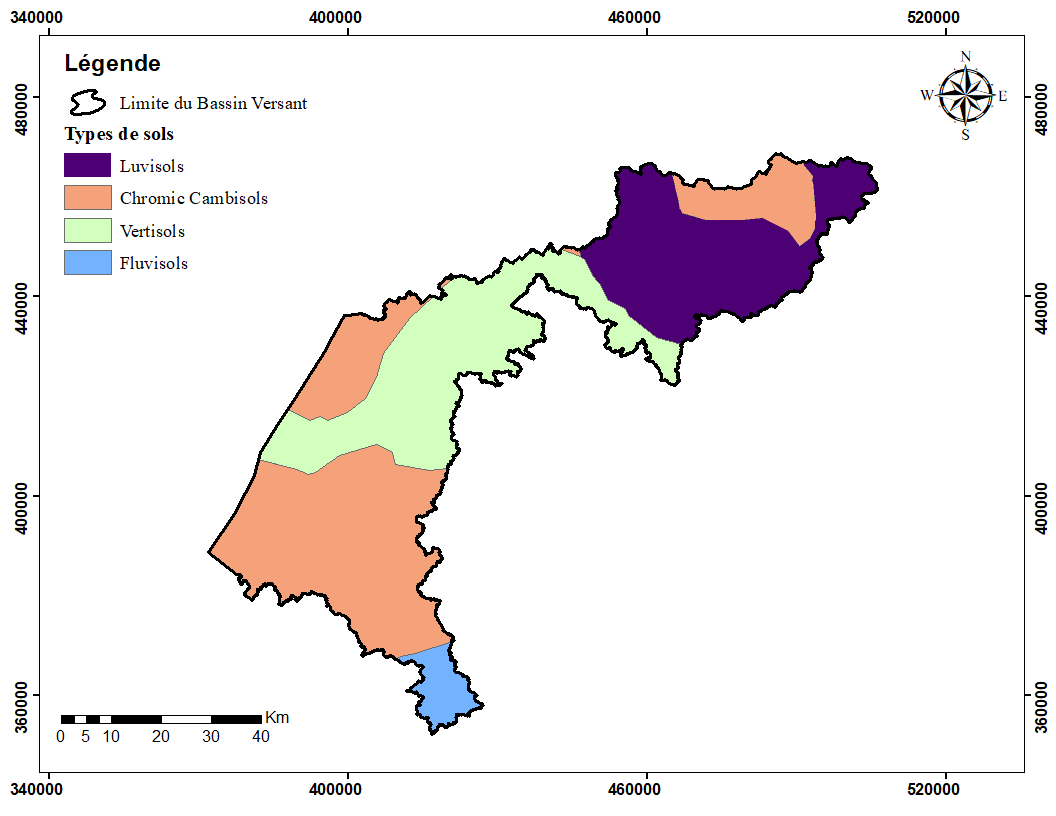 340000 400000 460000 520000
Légende
Limite du Bassin Versant
Types de sols
Luvisols
Chromic Cambisols
Vertisols
Fluvisols
N
W E
S
480000 480000
440000 440000
400000 400000
360000 360000
Km
0 5 10 20 30 40
340000 400000 460000 520000